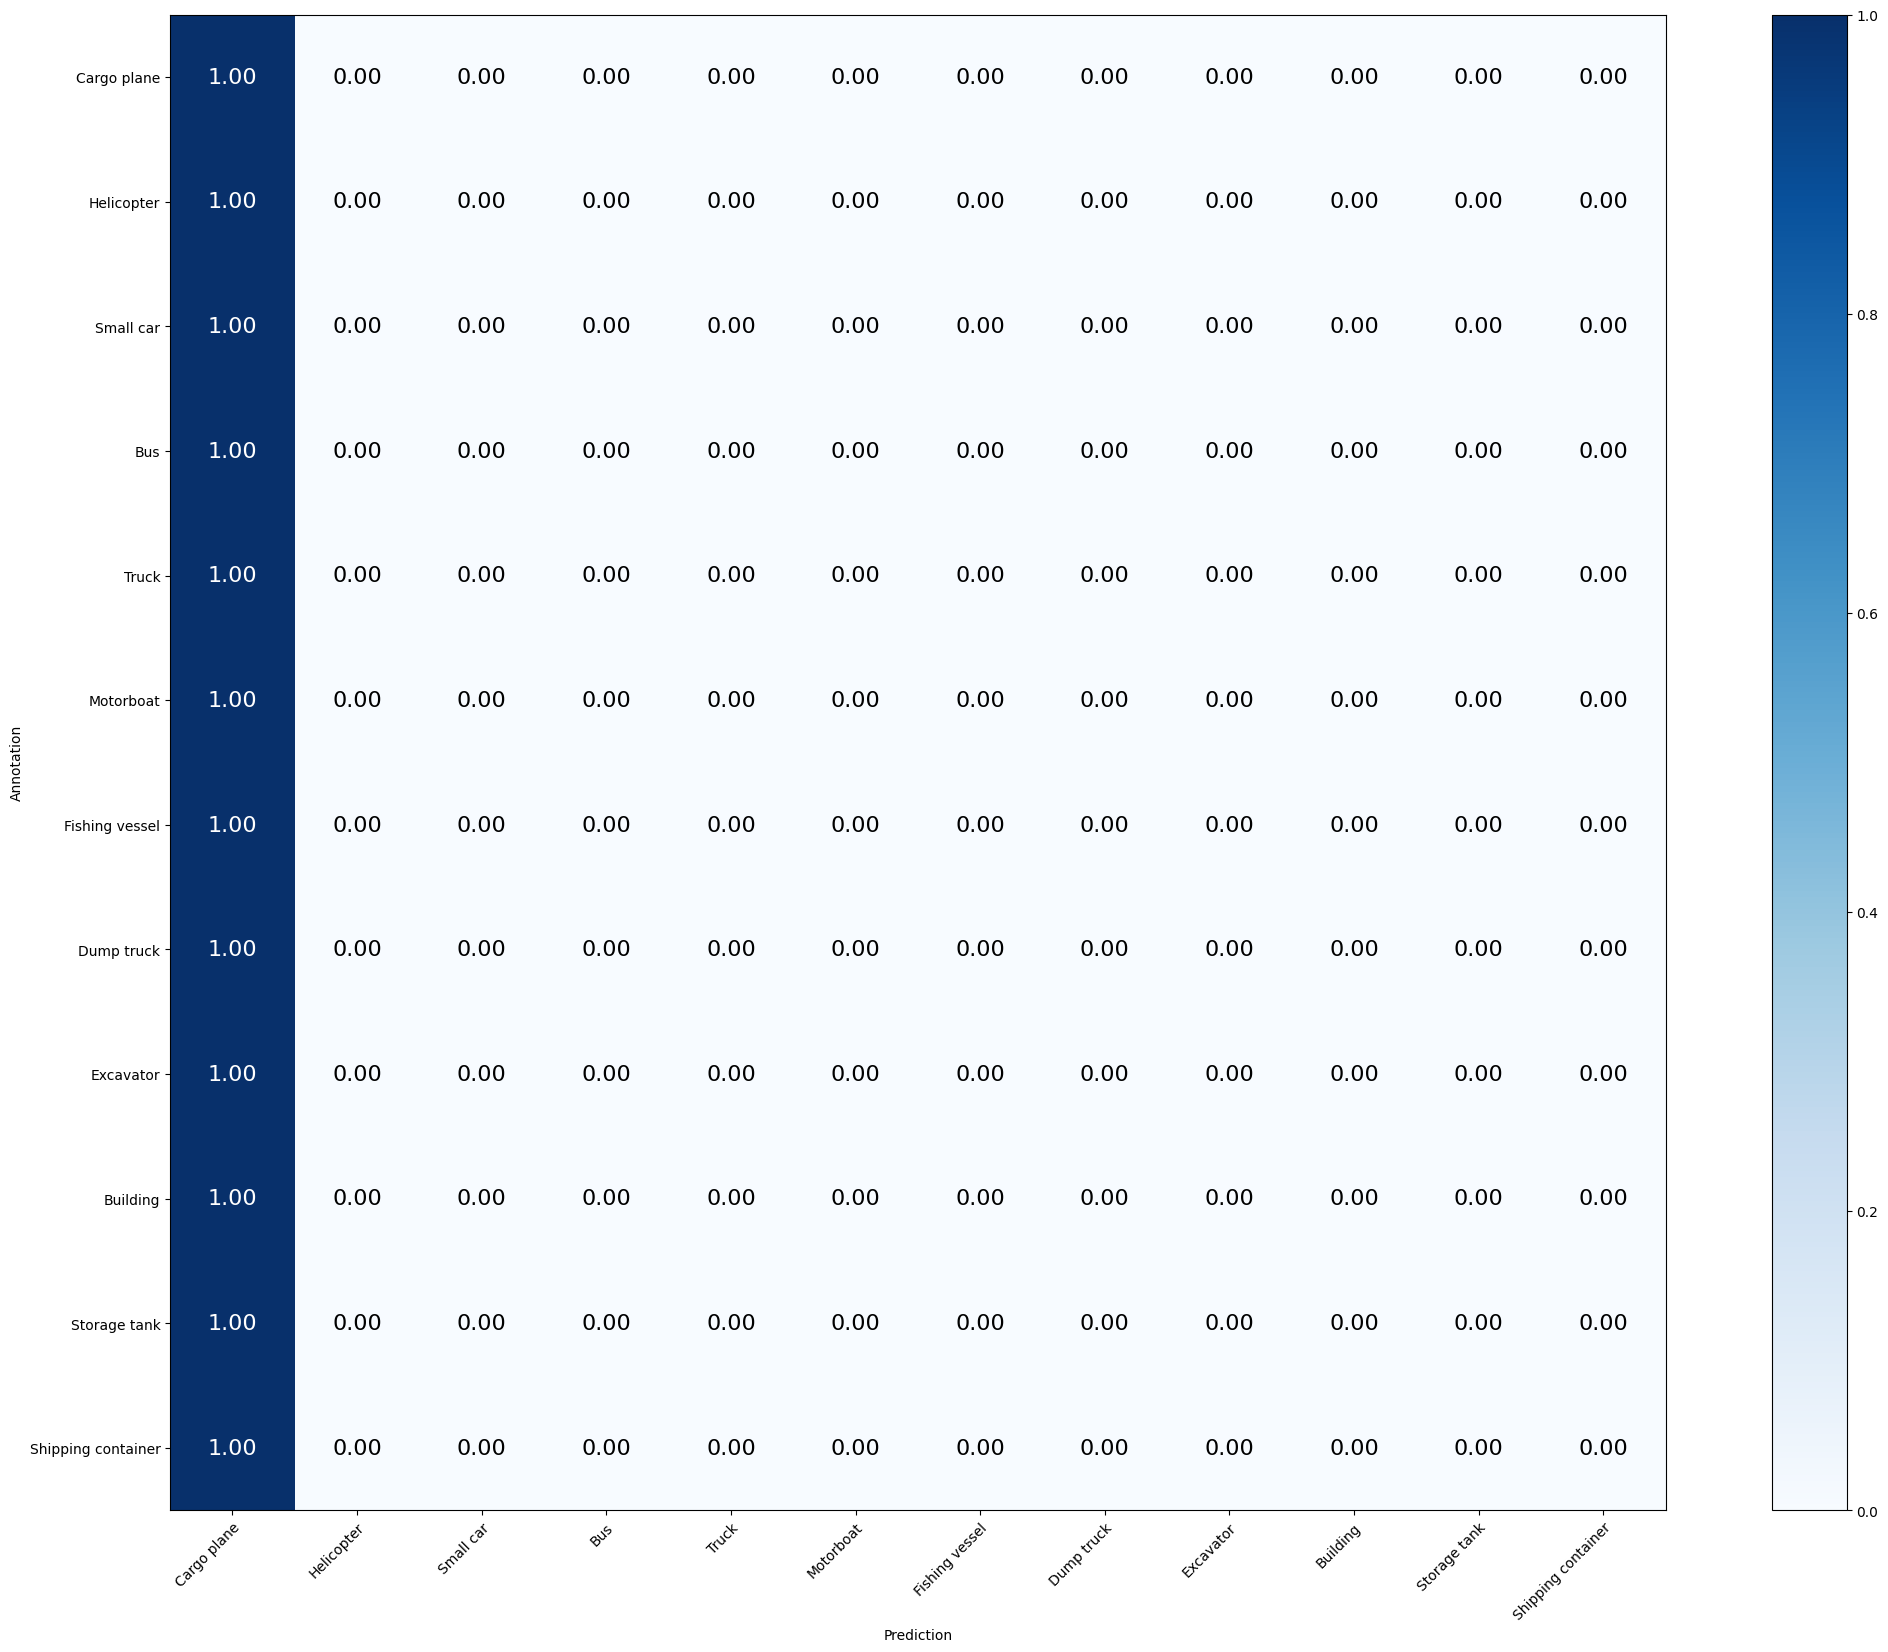 Cargo plane 1.00 0.00 0.00 0.00 0.00 0.00 0.00 0.00 0.00 0.00 0.00 0.00
Helicopter 1.00 0.00 0.00 0.00 0.00 0.00 0.00 0.00 0.00 0.00 0.00 0.00
Small car 1.00 0.00 0.00 0.00 0.00 0.00 0.00 0.00 0.00 0.00 0.00 0.00
Bus 1.00 0.00 0.00 0.00 0.00 0.00 0.00 0.00 0.00 0.00 0.00 0.00
Truck 1.00 0.00 0.00 0.00 0.00 0.00 0.00 0.00 0.00 0.00 0.00 0.00
Motorboat 1.00 0.00 0.00 0.00 0.00 0.00 0.00 0.00 0.00 0.00 0.00 0.00
Annotation
Fishing vessel 1.00 0.00 0.00 0.00 0.00 0.00 0.00 0.00 0.00 0.00 0.00 0.00
Dump truck 1.00 0.00 0.00 0.00 0.00 0.00 0.00 0.00 0.00 0.00 0.00 0.00
Excavator 1.00 0.00 0.00 0.00 0.00 0.00 0.00 0.00 0.00 0.00 0.00 0.00
Building 1.00 0.00 0.00 0.00 0.00 0.00 0.00 0.00 0.00 0.00 0.00 0.00
Storage tank 1.00 0.00 0.00 0.00 0.00 0.00 0.00 0.00 0.00 0.00 0.00 0.00
Shipping container 1.00 0.00 0.00 0.00 0.00 0.00 0.00 0.00 0.00 0.00 0.00 0.00
Cargo plane
Helicopter
Small car
Bus
Truck
Motorboat
Fishing vessel
Dump truck
Excavator
Building
Storage tank
Shipping container
Prediction
1.0
0.8
0.6
0.4
0.2
0.0